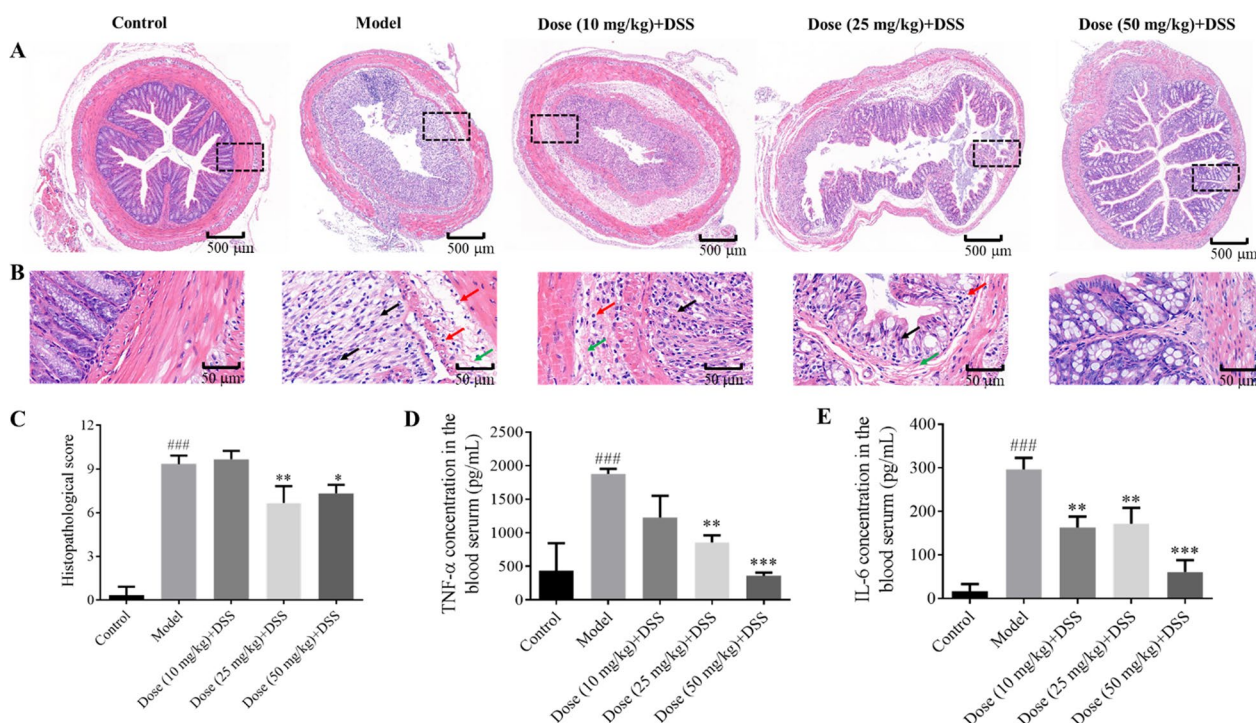 Control Model Dose (10 mg/kg)+DSS Dose (25 mg/kg)+DSS Dose (50 mg/kg)+DSS
A
500 μm 500 μm 500 μm 500 μm 500 μm
B
50 μm 50 μm 50 μm 50 μm 50 μm
C
Histopathological score
12
9
6
3
0
###
**
*
Control
Model
Dose (10 mg/kg)+DSS
Dose (25 mg/kg)+DSS
Dose (50 mg/kg)+DSS
D
TNF-α concentration in the
blood serurm (pg/mL)
2500
2000
1500
1000
500
0
###
**
***
Control
Model
Dose (10 mg/kg)+DSS
Dose (25 mg/kg)+DSS
Dose (50 mg/kg)+DSS
E
IL-6 concentration in the
blood serurm (pg/mL)
400
300
200
100
0
###
**
**
***
Control
Model
Dose (10 mg/kg)+DSS
Dose (25 mg/kg)+DSS
Dose (50 mg/kg)+DSS